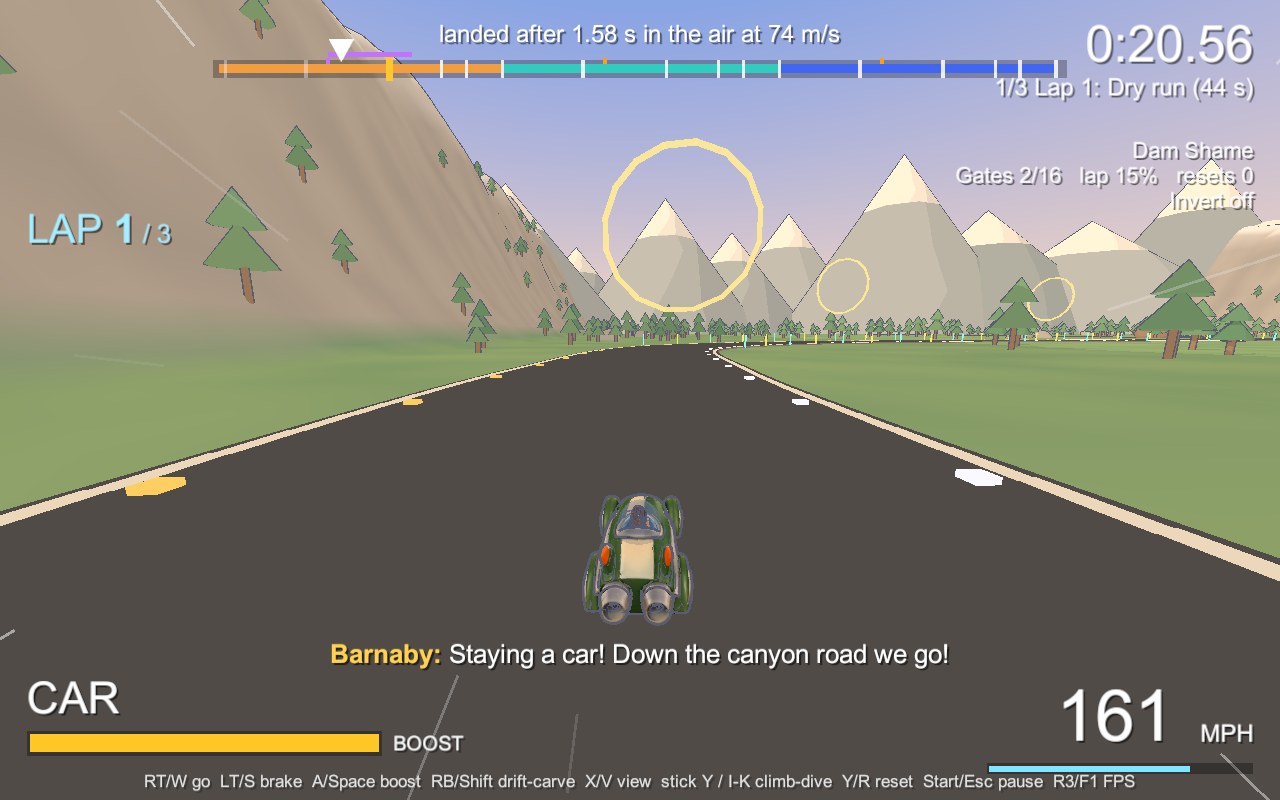 landed after 1.58 s in the air at 74 m/s
0:20.56
1/3 Lap 1: Dry run (44 s)
Dam Shame
Gates 2/16 lap 15% resets 0
Invert off
LAP 1 / 3
Barnaby: Staying a car! Down the canyon road we go!
CAR
BOOST
161 MPH
RT/W go LT/S brake A/Space boost RB/Shift drift-carve X/V view stick Y / I-K climb-dive Y/R reset Start/Esc pause R3/F1 FPS